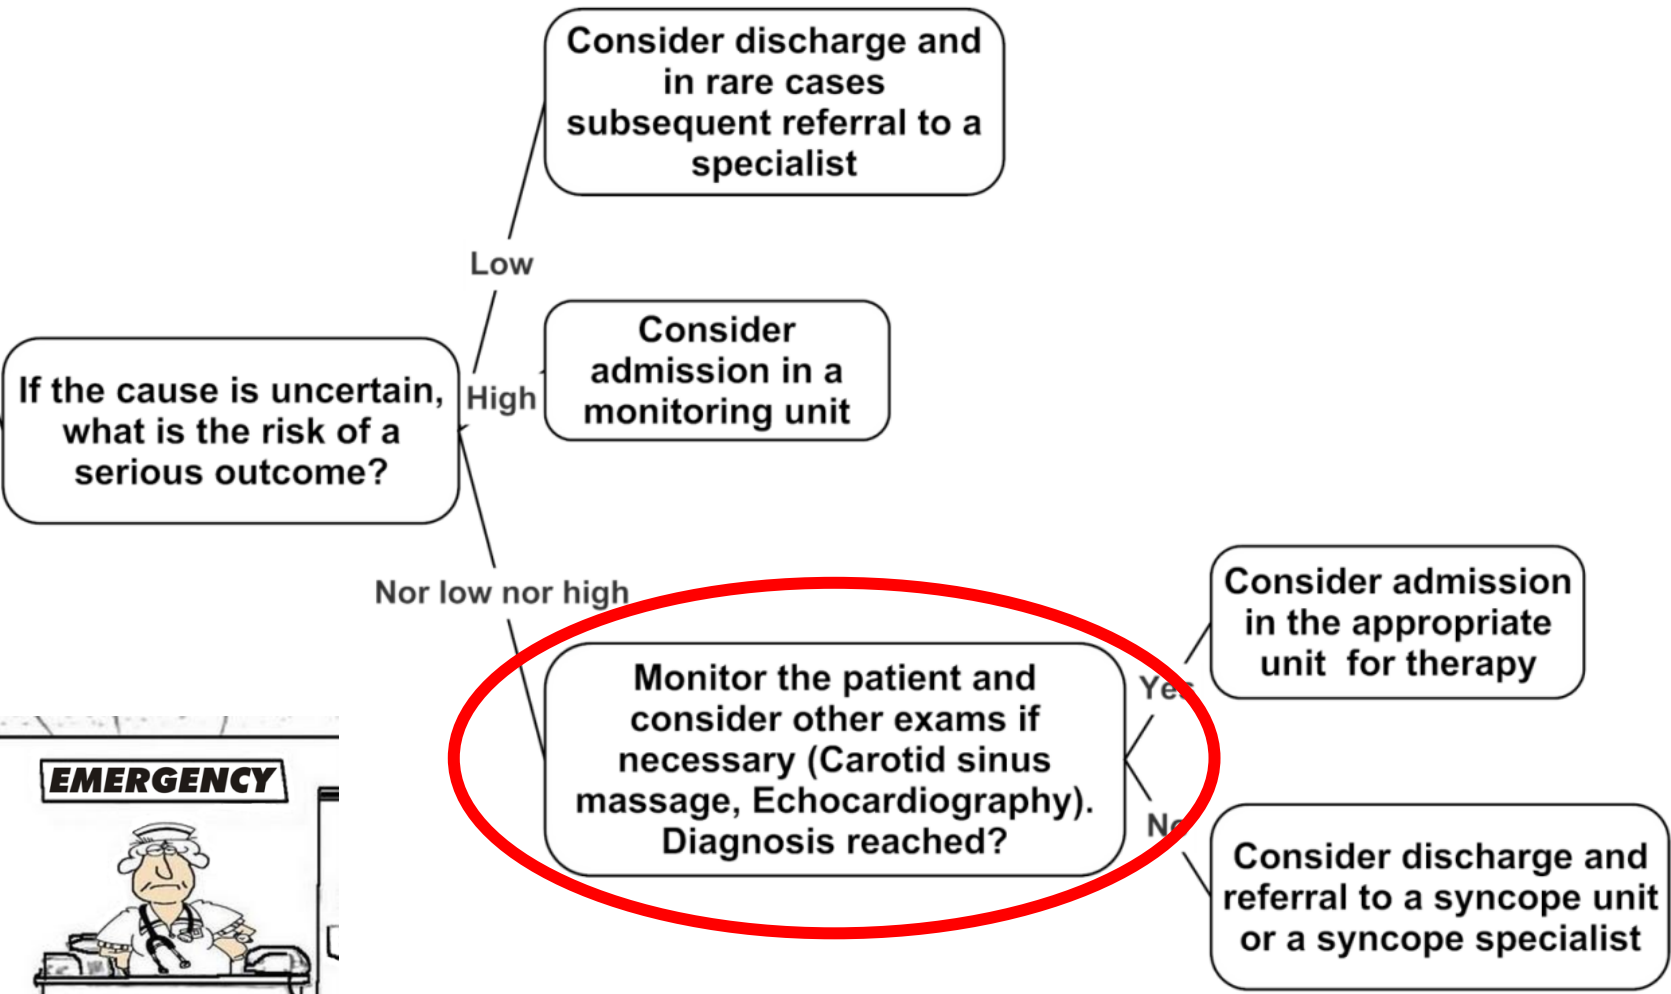 Consider discharge and
in rare cases
subsequent referral to a
specialist
Low
Consider
admission in a
monitoring unit
High
If the cause is uncertain,
what is the risk of a
serious outcome?
Nor low nor high
Monitor the patient and
consider other exams if
necessary (Carotid sinus
massage, Echocardiography).
Diagnosis reached?
Yes
Consider admission
in the appropriate
unit for therapy
No
Consider discharge and
referral to a syncope unit
or a syncope specialist
EMERGENCY